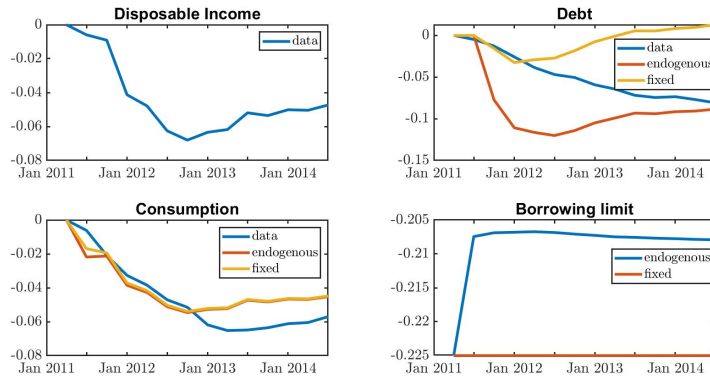 Disposable Income
0
-0.02
-0.04
-0.06
-0.08
Jan 2011 Jan 2012 Jan 2013 Jan 2014
data
Debt
0
-0.05
-0.1
-0.15
Jan 2011 Jan 2012 Jan 2013 Jan 2014
data
endogenous
fixed
Consumption
0
-0.02
-0.04
-0.06
-0.08
Jan 2011 Jan 2012 Jan 2013 Jan 2014
data
endogenous
fixed
Borrowing limit
-0.205
-0.21
-0.215
-0.22
-0.225
Jan 2011 Jan 2012 Jan 2013 Jan 2014
endogenous
fixed